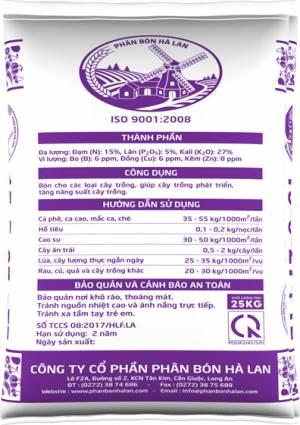 PHÂN BÓN HÀ LAN
ISO 9001:2008
THÀNH PHẦN
Đa lượng: Đạm (N): 15%, Lân (P₂O₅): 5%, Kali (K₂O): 27%
Vi lượng: Bo (B): 6 ppm, Đồng (Cu): 6 ppm, Kẽm (Zn): 8 ppm
CÔNG DỤNG
Bón cho các loại cây trồng, giúp cây trồng phát triển,
tăng năng suất cây trồng.
HƯỚNG DẪN SỬ DỤNG
Cà phê, ca cao, mắc ca, chè 35 - 55 kg/1000m²/lần
Hồ tiêu 0,1 - 0,2 kg/nọc/lần
Cao su 30 - 50 kg/1000m²/lần
Cây ăn trái 0,5 - 2 kg/cây/lần
Lúa, cây lương thực ngắn ngày 25 - 35 kg/1000m²/vụ
Rau, củ, quả và cây trồng khác 20 - 30 kg/1000m²/vụ
BẢO QUẢN VÀ CẢNH BÁO AN TOÀN
Bảo quản nơi khô ráo, thoáng mát.
Tránh nguồn nhiệt cao và ánh nắng trực tiếp.
Tránh xa tầm tay trẻ em.
Số TCCS 08:2017/HLF.LA
Hạn sử dụng: 2 năm
Ngày sản xuất:
25KG
CÔNG TY CỔ PHẦN PHÂN BÓN HÀ LAN
Lô F2A, Đường số 2, KCN Tân Kim, Cần Giuộc, Long An
ĐT : (0272) 38 74 686 - Fax : (0272) 38 75 688
Website : www.phanbonhalan.com - Email : info@phanbonhalan.com